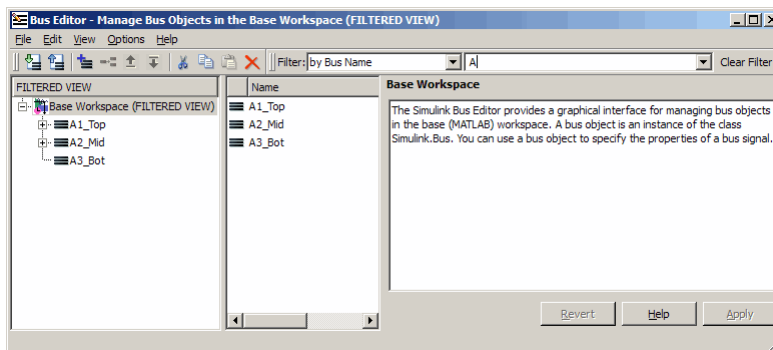 Bus Editor - Manage Bus Objects in the Base Workspace (FILTERED VIEW)
File Edit View Options Help
Filter: by Bus Name A Clear Filter
FILTERED VIEW
Base Workspace (FILTERED VIEW)
A1_Top
A2_Mid
A3_Bot
Name
A1_Top
A2_Mid
A3_Bot
Base Workspace
The Simulink Bus Editor provides a graphical interface for managing bus objects
in the base (MATLAB) workspace. A bus object is an instance of the class
Simulink.Bus. You can use a bus object to specify the properties of a bus signal.
Revert Help Apply